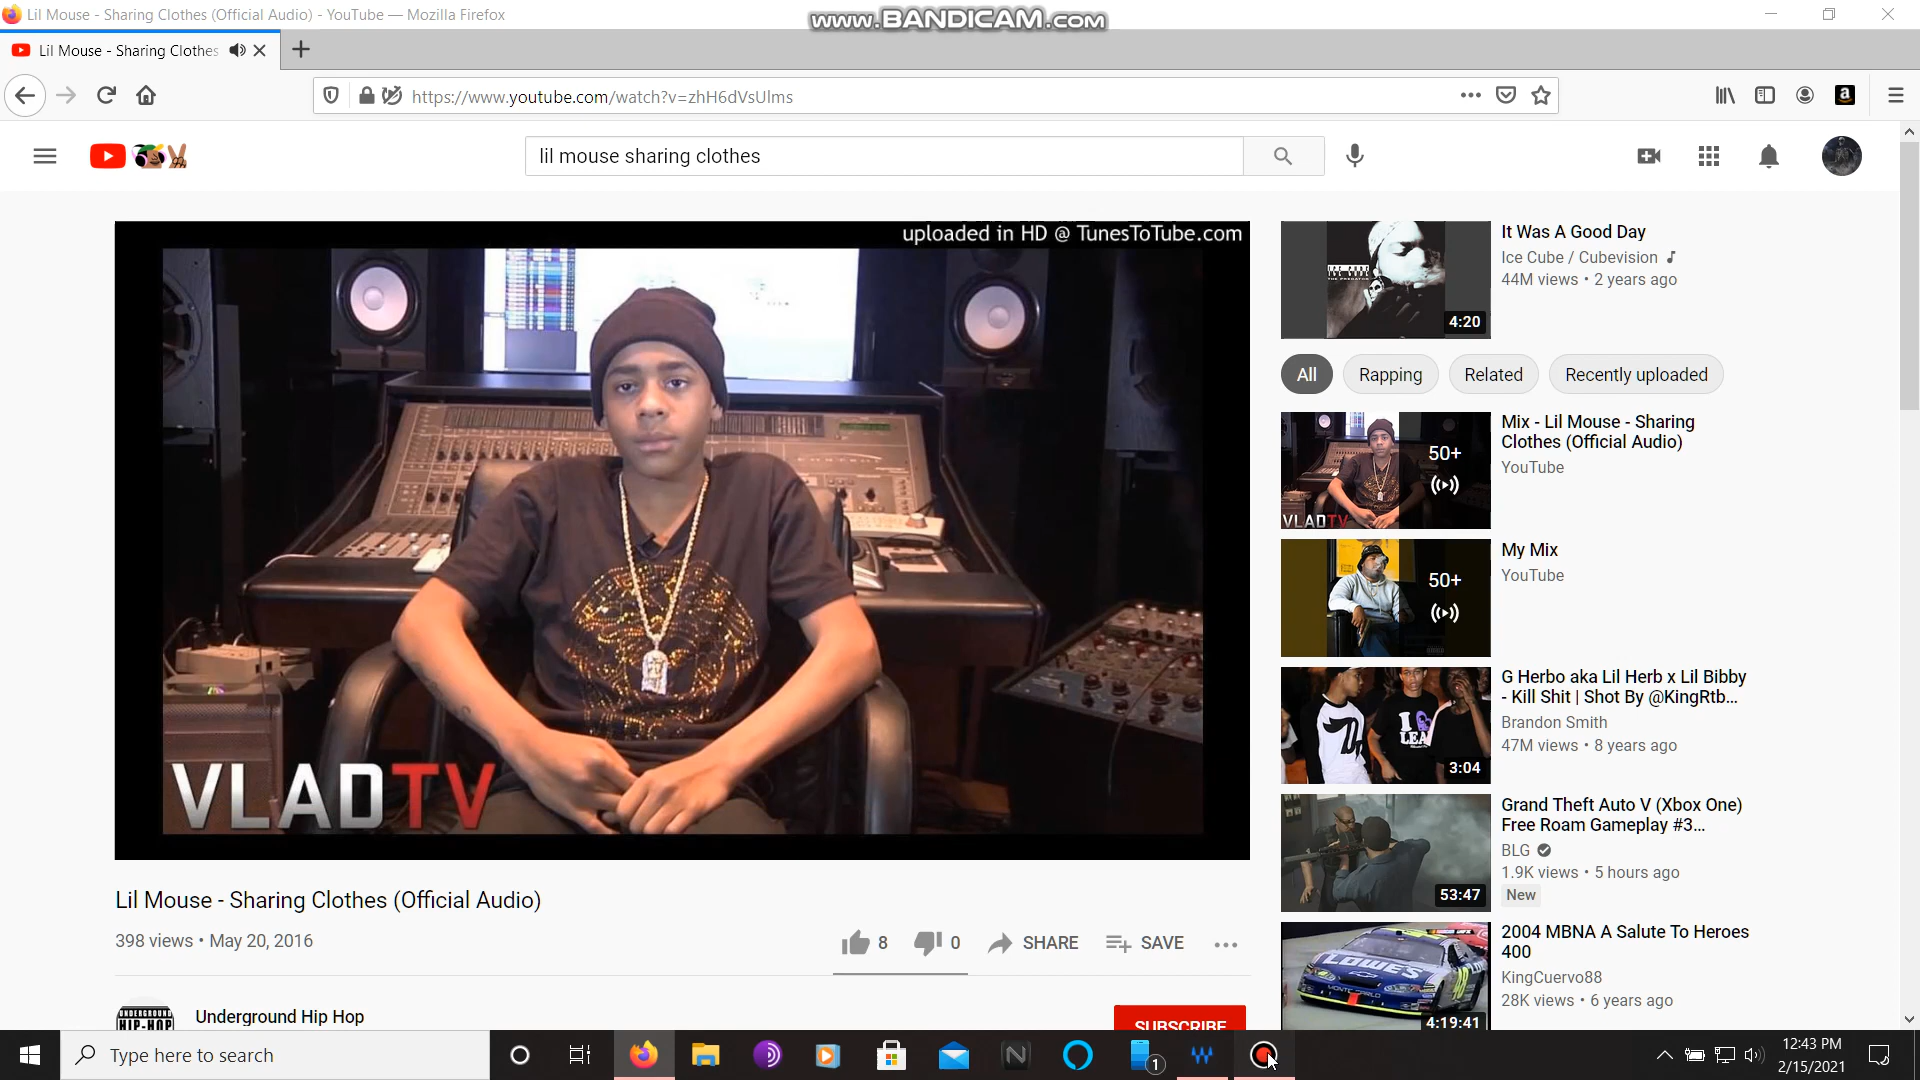 Lil Mouse - Sharing Clothes (Official Audio) - YouTube — Mozilla Firefox
www.BANDICAM.com
Lil Mouse - Sharing Clothes
https://www.youtube.com/watch?v=zhH6dVsUlms
lil mouse sharing clothes
uploaded in HD @ TunesToTube.com
VLADTV
It Was A Good Day
Ice Cube / Cubevision
44M views • 2 years ago
4:20
All
Rapping
Related
Recently uploaded
Mix - Lil Mouse - Sharing
Clothes (Official Audio)
YouTube
50+
VLADTV
My Mix
YouTube
50+
G Herbo aka Lil Herb x Lil Bibby
- Kill Shit | Shot By @KingRtb...
Brandon Smith
47M views • 8 years ago
3:04
Grand Theft Auto V (Xbox One)
Free Roam Gameplay #3...
BLG
1.9K views • 5 hours ago
New
53:47
2004 MBNA A Salute To Heroes
400
KingCuervo88
28K views • 6 years ago
LOWE'S
4:19:41
Lil Mouse - Sharing Clothes (Official Audio)
398 views • May 20, 2016
8
0
SHARE
SAVE
UNDERGROUND
HIP-HOP
Underground Hip Hop
SUBSCRIBE
Type here to search
1
12:43 PM
2/15/2021